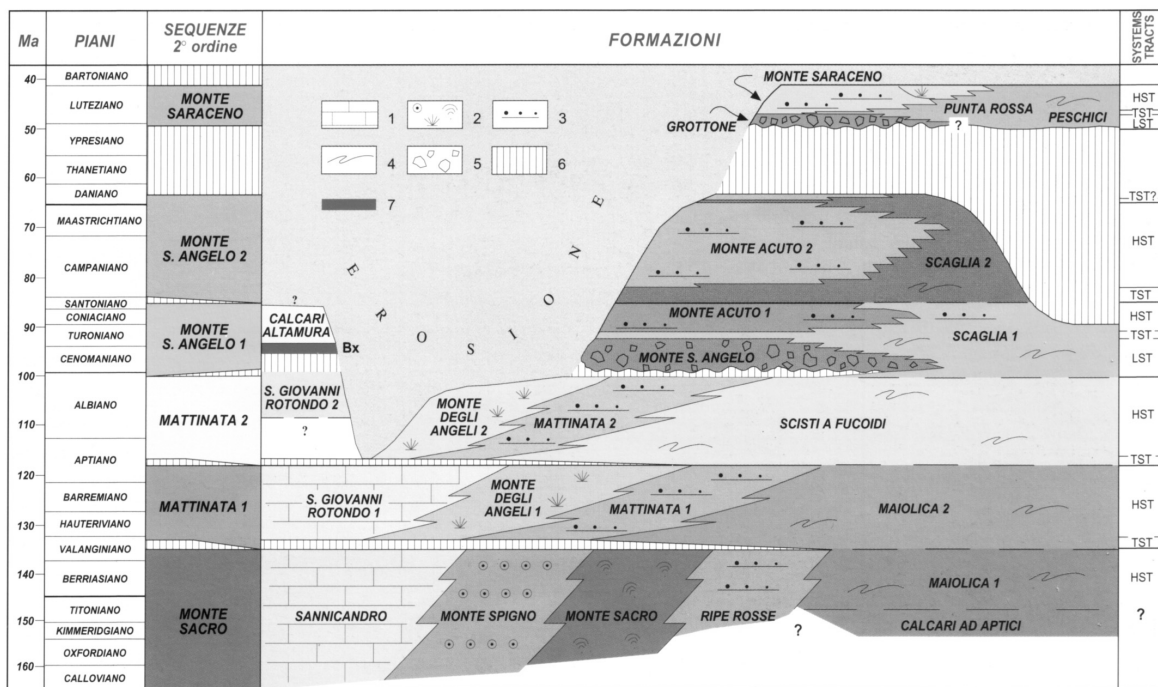 Ma
PIANI
SEQUENZE
2° ordine
FORMAZIONI
SYSTEMS
TRACTS
40
50
60
70
80
90
100
110
120
130
140
150
160
BARTONIANO
LUTEZIANO
YPRESIANO
THANETIANO
DANIANO
MAASTRICHTIANO
CAMPANIANO
SANTONIANO
CONIACIANO
TURONIANO
CENOMANIANO
ALBIANO
APTIANO
BARREMIANO
HAUTERIVIANO
VALANGINIANO
BERRIASIANO
TITONIANO
KIMMERIDGIANO
OXFORDIANO
CALLOVIANO
MONTE
SARACENO
MONTE
S. ANGELO 2
MONTE
S. ANGELO 1
MATTINATA 2
MATTINATA 1
MONTE
SACRO
1
2
3
4
5
6
7
EROSIONE
MONTE SARACENO
GROTTONE
PUNTA ROSSA
PESCHICI
?
MONTE ACUTO 2
SCAGLIA 2
?
CALCARI
ALTAMURA
Bx
MONTE ACUTO 1
SCAGLIA 1
MONTE S. ANGELO
S. GIOVANNI
ROTONDO 2
?
MONTE
DEGLI
ANGELI 2
MATTINATA 2
SCISTI A FUCOIDI
S. GIOVANNI
ROTONDO 1
MONTE
DEGLI
ANGELI 1
MATTINATA 1
MAIOLICA 2
SANNICANDRO
MONTE SPIGNO
MONTE SACRO
RIPE ROSSE
?
MAIOLICA 1
CALCARI AD APTICI
HST
TST
LST
TST?
HST
TST
HST
TST
LST
HST
TST
HST
TST
HST
?